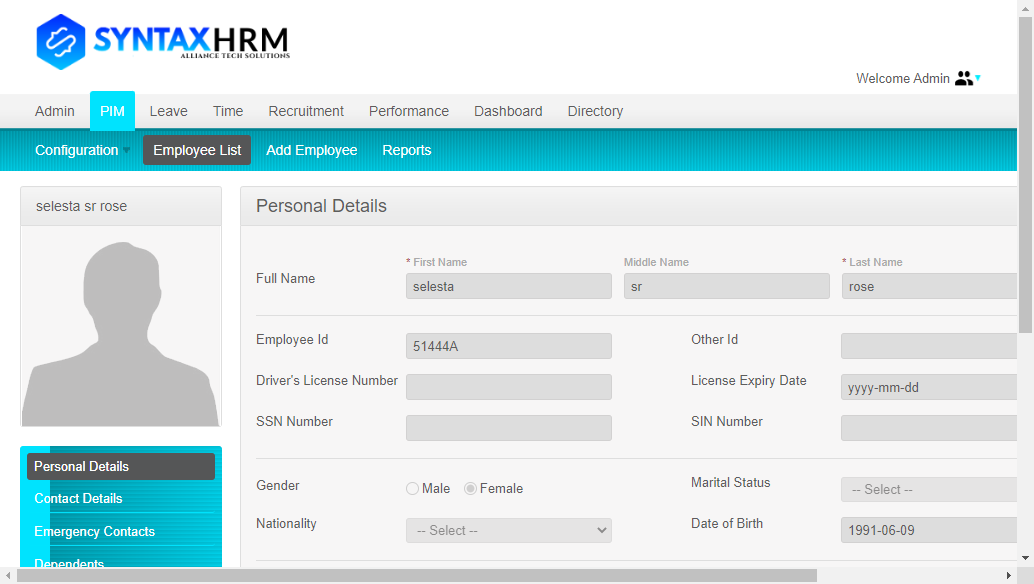 SYNTAXHRM
ALLIANCE TECH SOLUTIONS
Welcome Admin
Admin PIM Leave Time Recruitment Performance Dashboard Directory
Configuration Employee List Add Employee Reports
selesta sr rose
Personal Details
* First Name Middle Name * Last Name
Full Name selesta sr rose
Employee Id 51444A Other Id
Driver's License Number License Expiry Date yyyy-mm-dd
SSN Number SIN Number
Gender Male Female Marital Status -- Select --
Nationality -- Select -- Date of Birth 1991-06-09
Personal Details
Contact Details
Emergency Contacts
Dependents